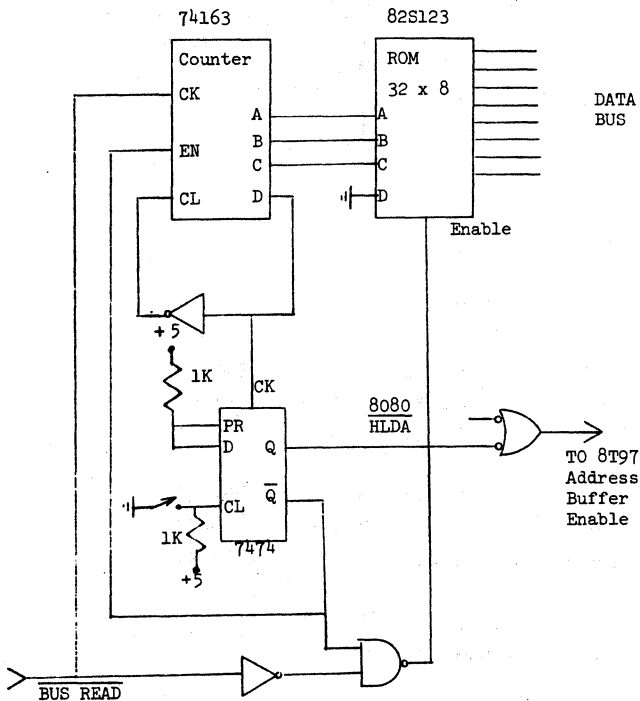 74163
82S123
Counter
ROM
32 x 8
CK
A
A
DATA
BUS
EN
B
B
C
C
CL
D
D
Enable
+5
1K
CK
PR
D
Q
8080
HLDA
Q
CL
TO 8T97
Address
Buffer
Enable
1K
7474
+5
BUS READ